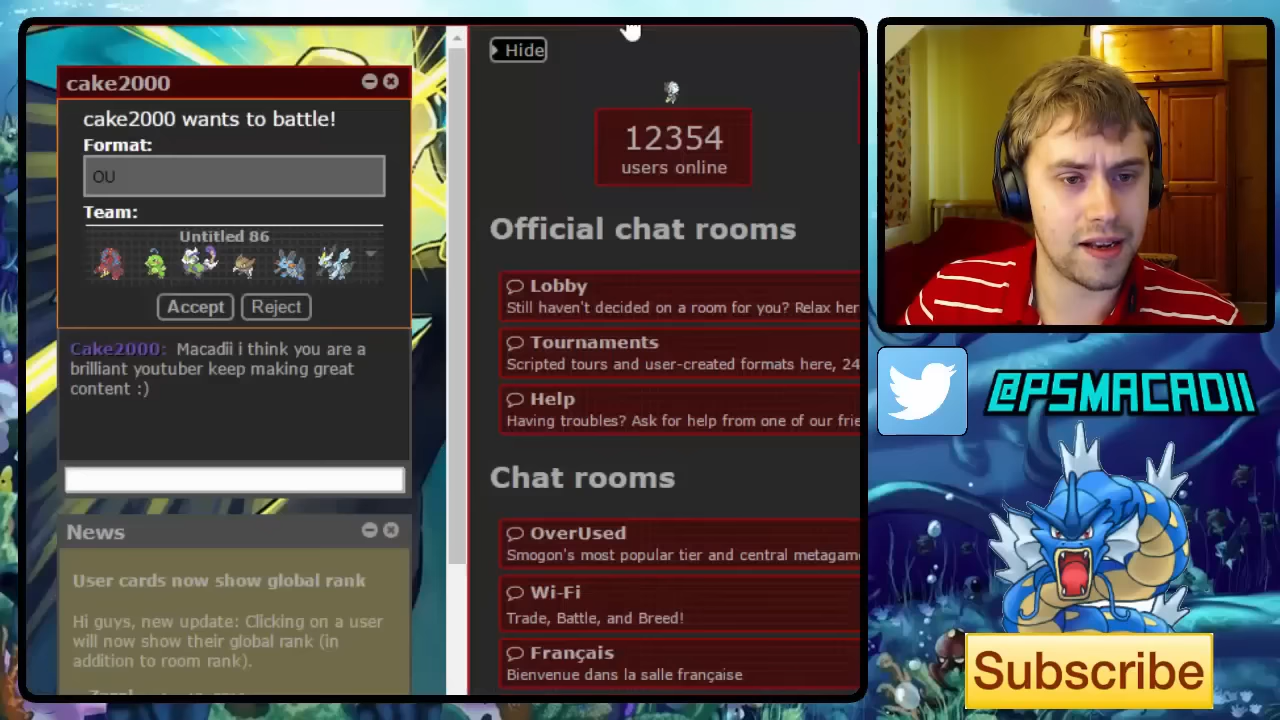 cake2000
cake2000 wants to battle!
Format:
OU
Team:
Untitled 86
Accept
Reject
Cake2000: Macadii i think you are a
brilliant youtuber keep making great
content :)
News
User cards now show global rank
Hi guys, new update: Clicking on a user
will now show their global rank (in
addition to room rank).
Hide
12354
users online
Official chat rooms
Lobby
Still haven't decided on a room for you? Relax her
Tournaments
Scripted tours and user-created formats here, 24
Help
Having troubles? Ask for help from one of our frie
Chat rooms
OverUsed
Smogon's most popular tier and central metagam
Wi-Fi
Trade, Battle, and Breed!
Français
Bienvenue dans la salle française
@PSMACADII
Subscribe